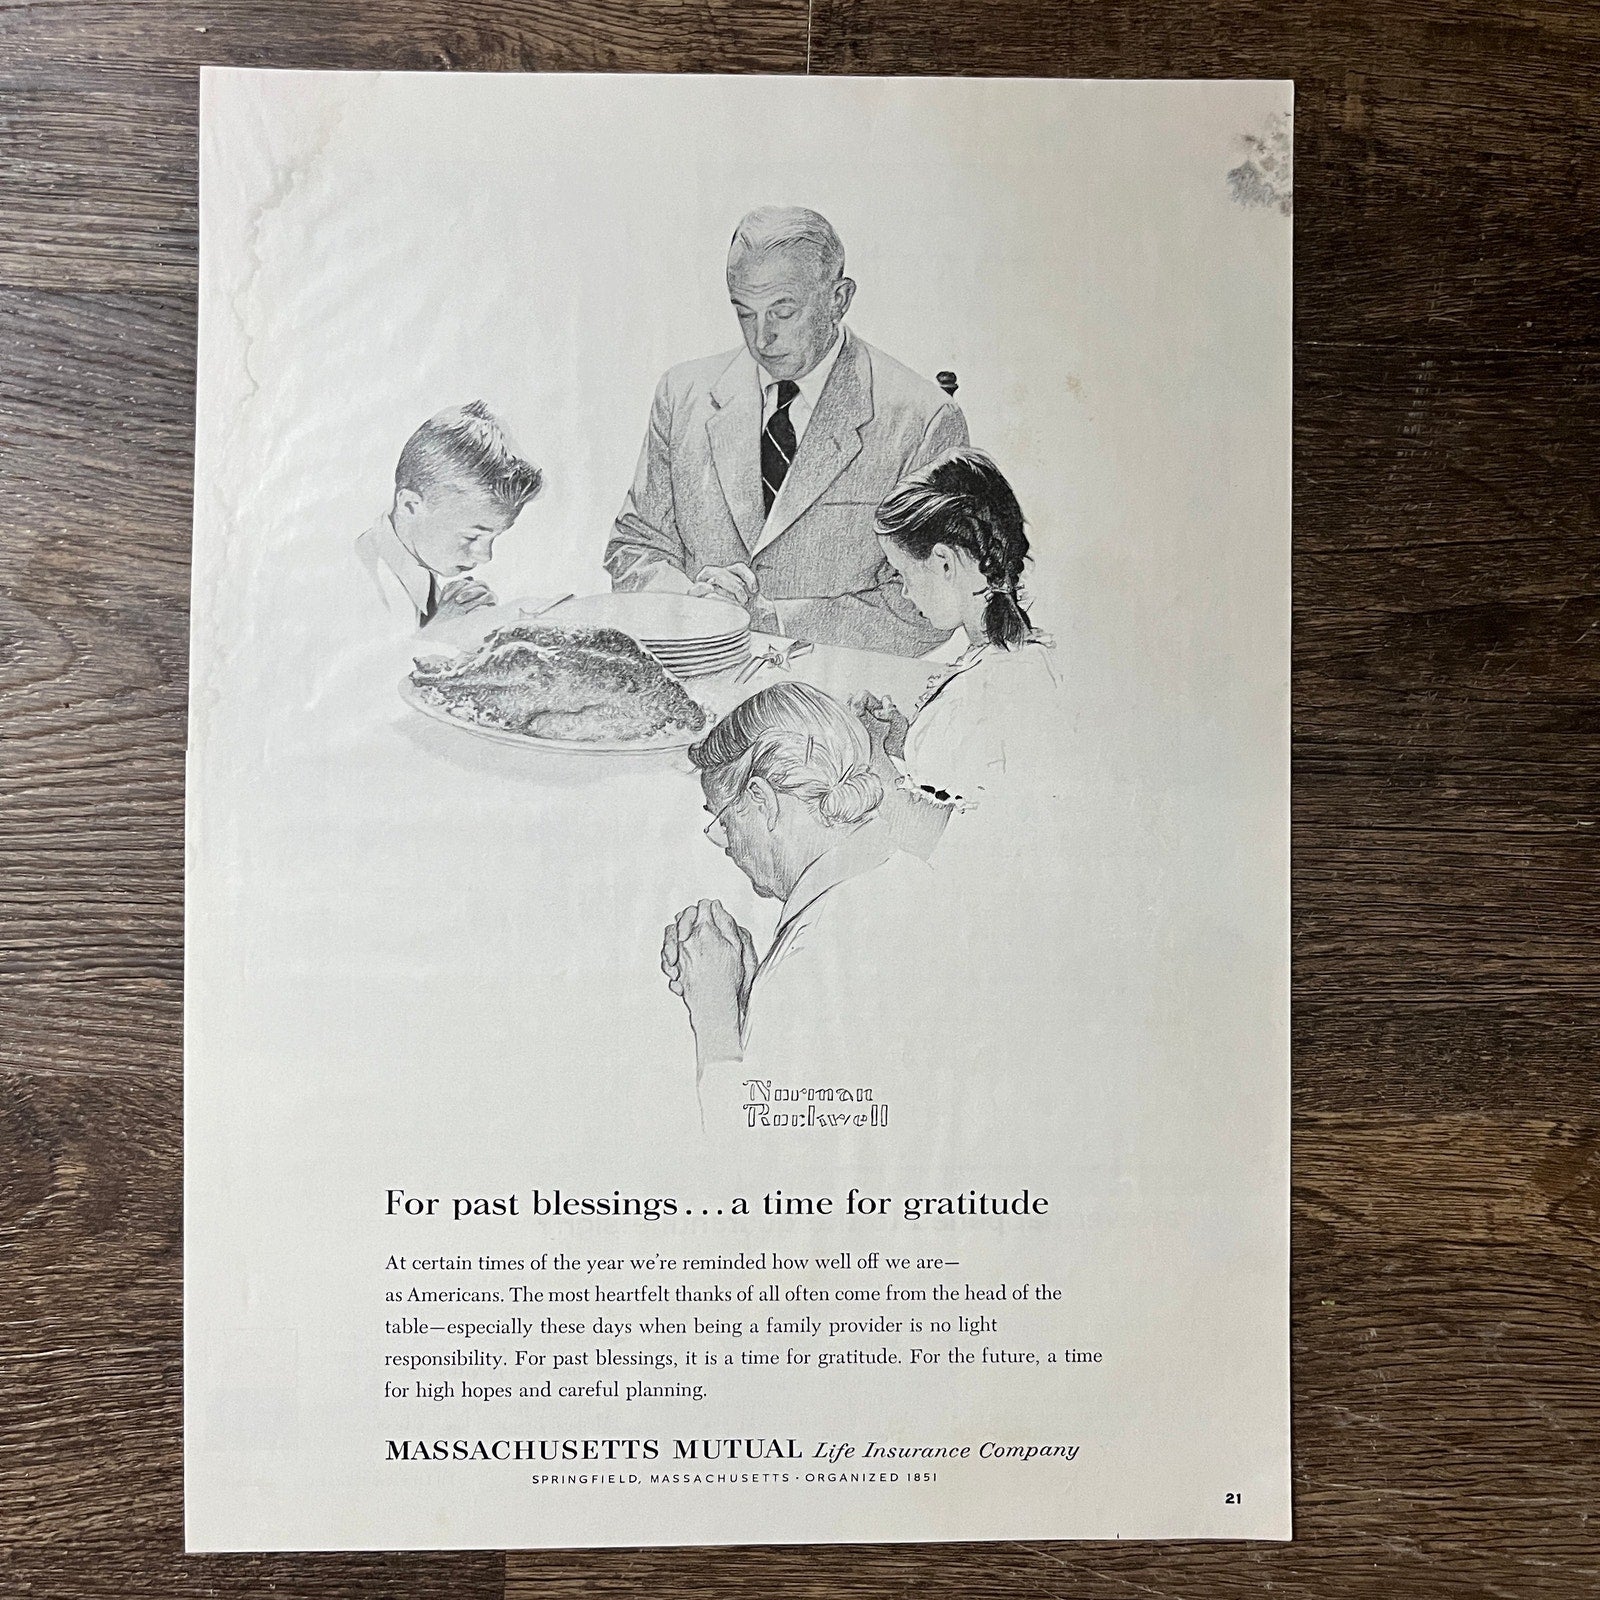 Norman
Rockwell
For past blessings...a time for gratitude
At certain times of the year we're reminded how well off we are—
as Americans. The most heartfelt thanks of all often come from the head of the
table—especially these days when being a family provider is no light
responsibility. For past blessings, it is a time for gratitude. For the future, a time
for high hopes and careful planning.
MASSACHUSETTS MUTUAL Life Insurance Company
SPRINGFIELD, MASSACHUSETTS · ORGANIZED 1851
21